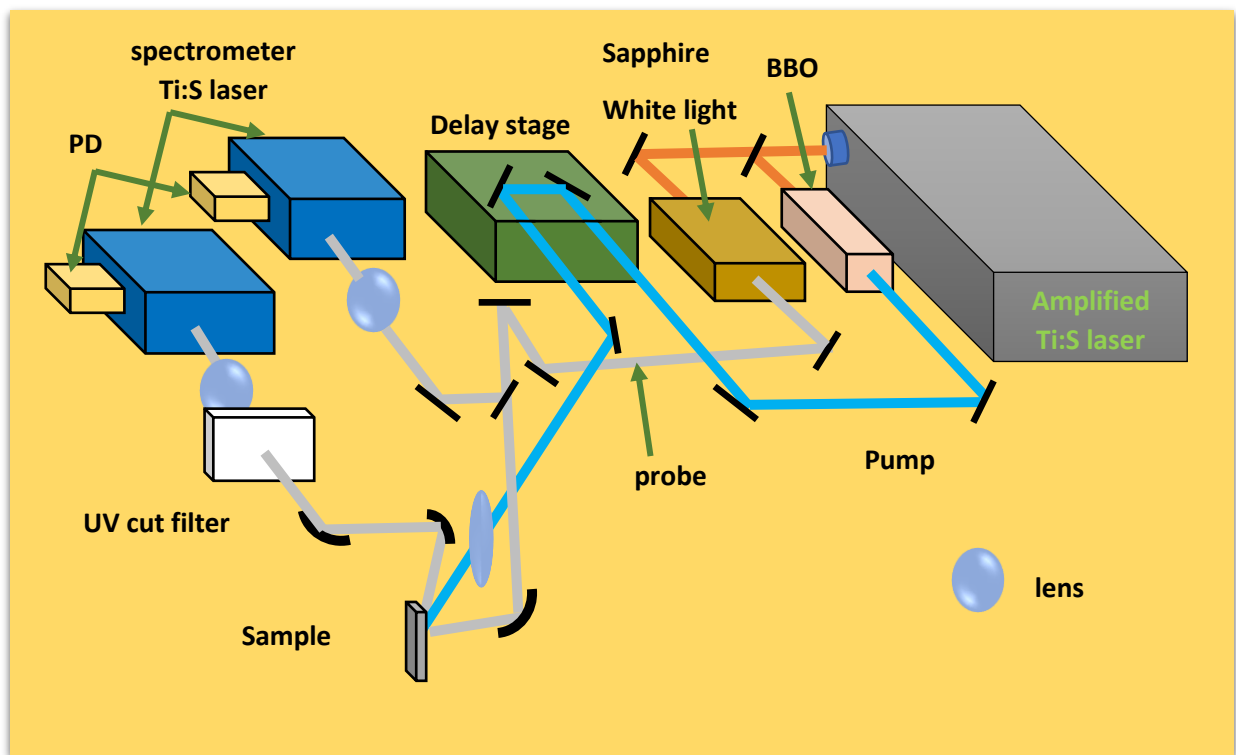 spectrometer
Ti:S laser
PD
Delay stage
Sapphire
White light
BBO
Amplified
Ti:S laser
probe
Pump
UV cut filter
lens
Sample